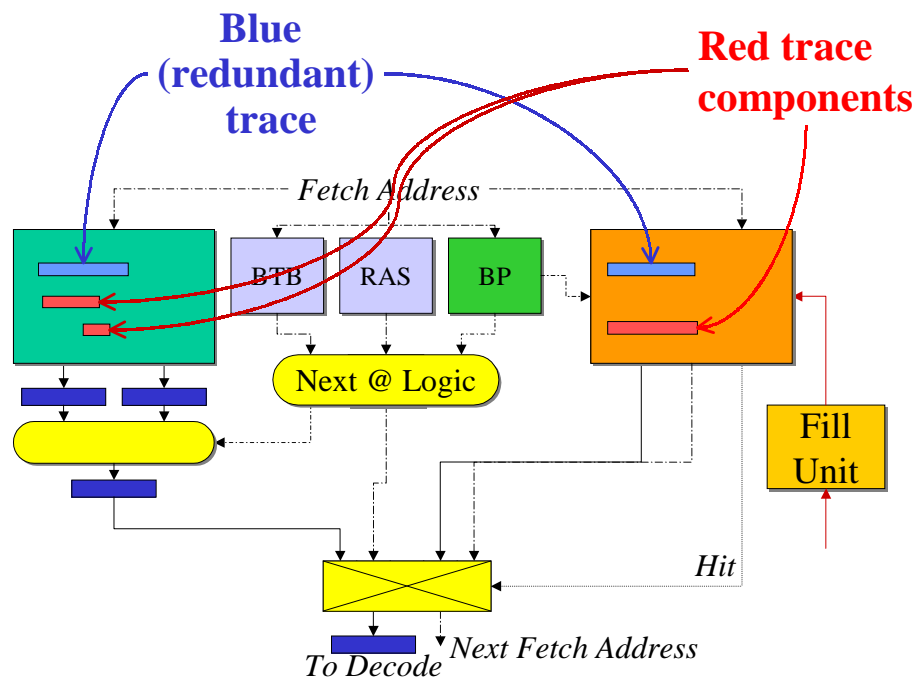 Blue
(redundant)
trace
Red trace
components
Fetch Address
BTB
RAS
BP
Next @ Logic
Fill
Unit
Hit
To Decode
Next Fetch Address